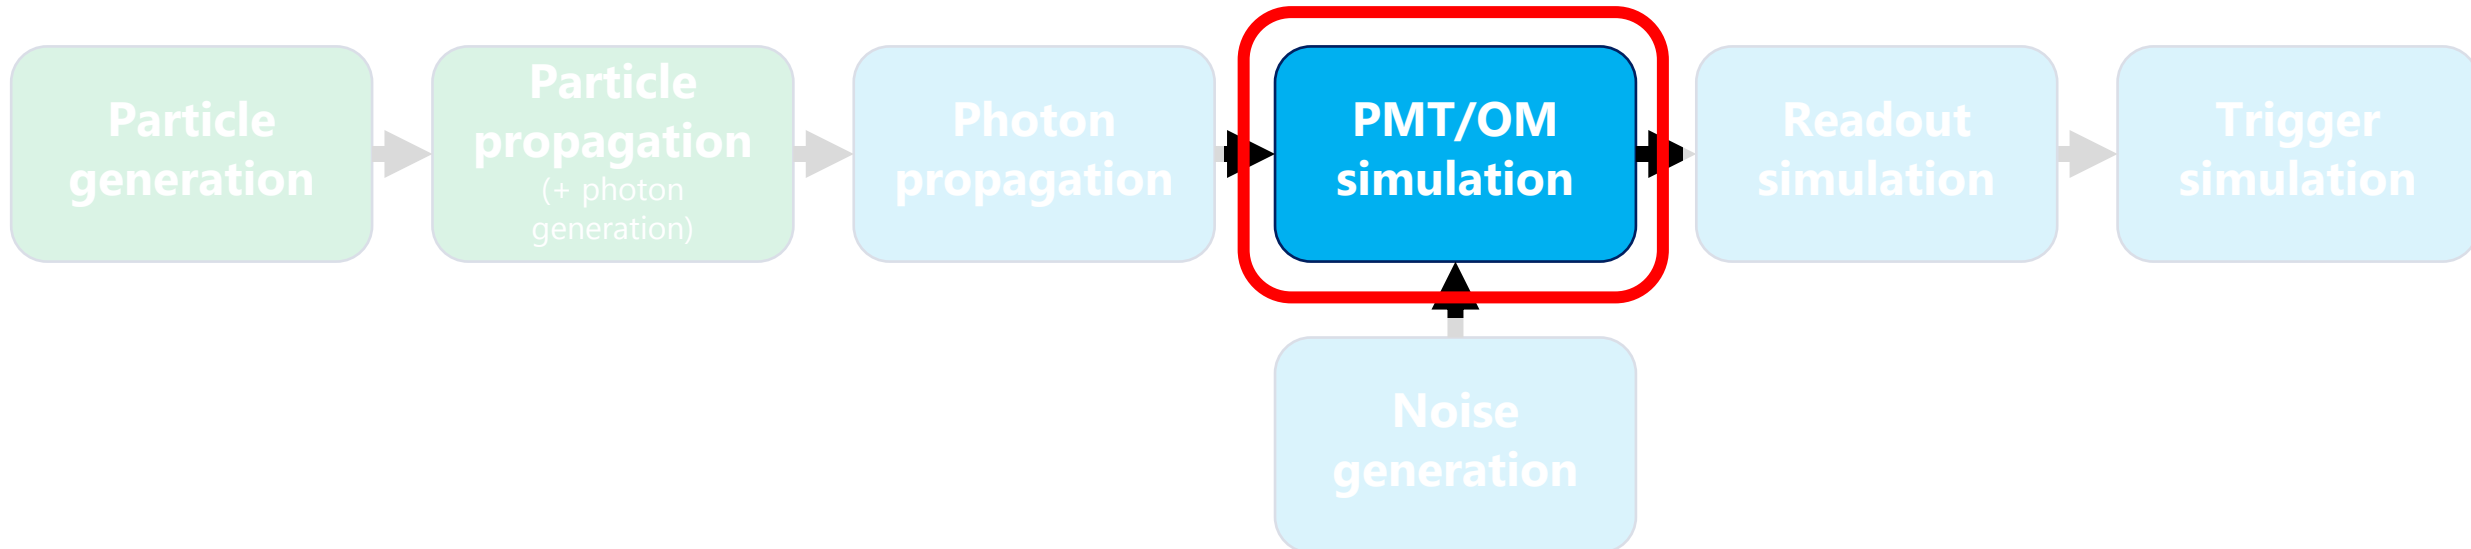 Particle
generation
Particle
propagation
(+ photon
generation)
Photon
propagation
PMT/OM
simulation
Readout
simulation
Trigger
simulation
Noise
generation